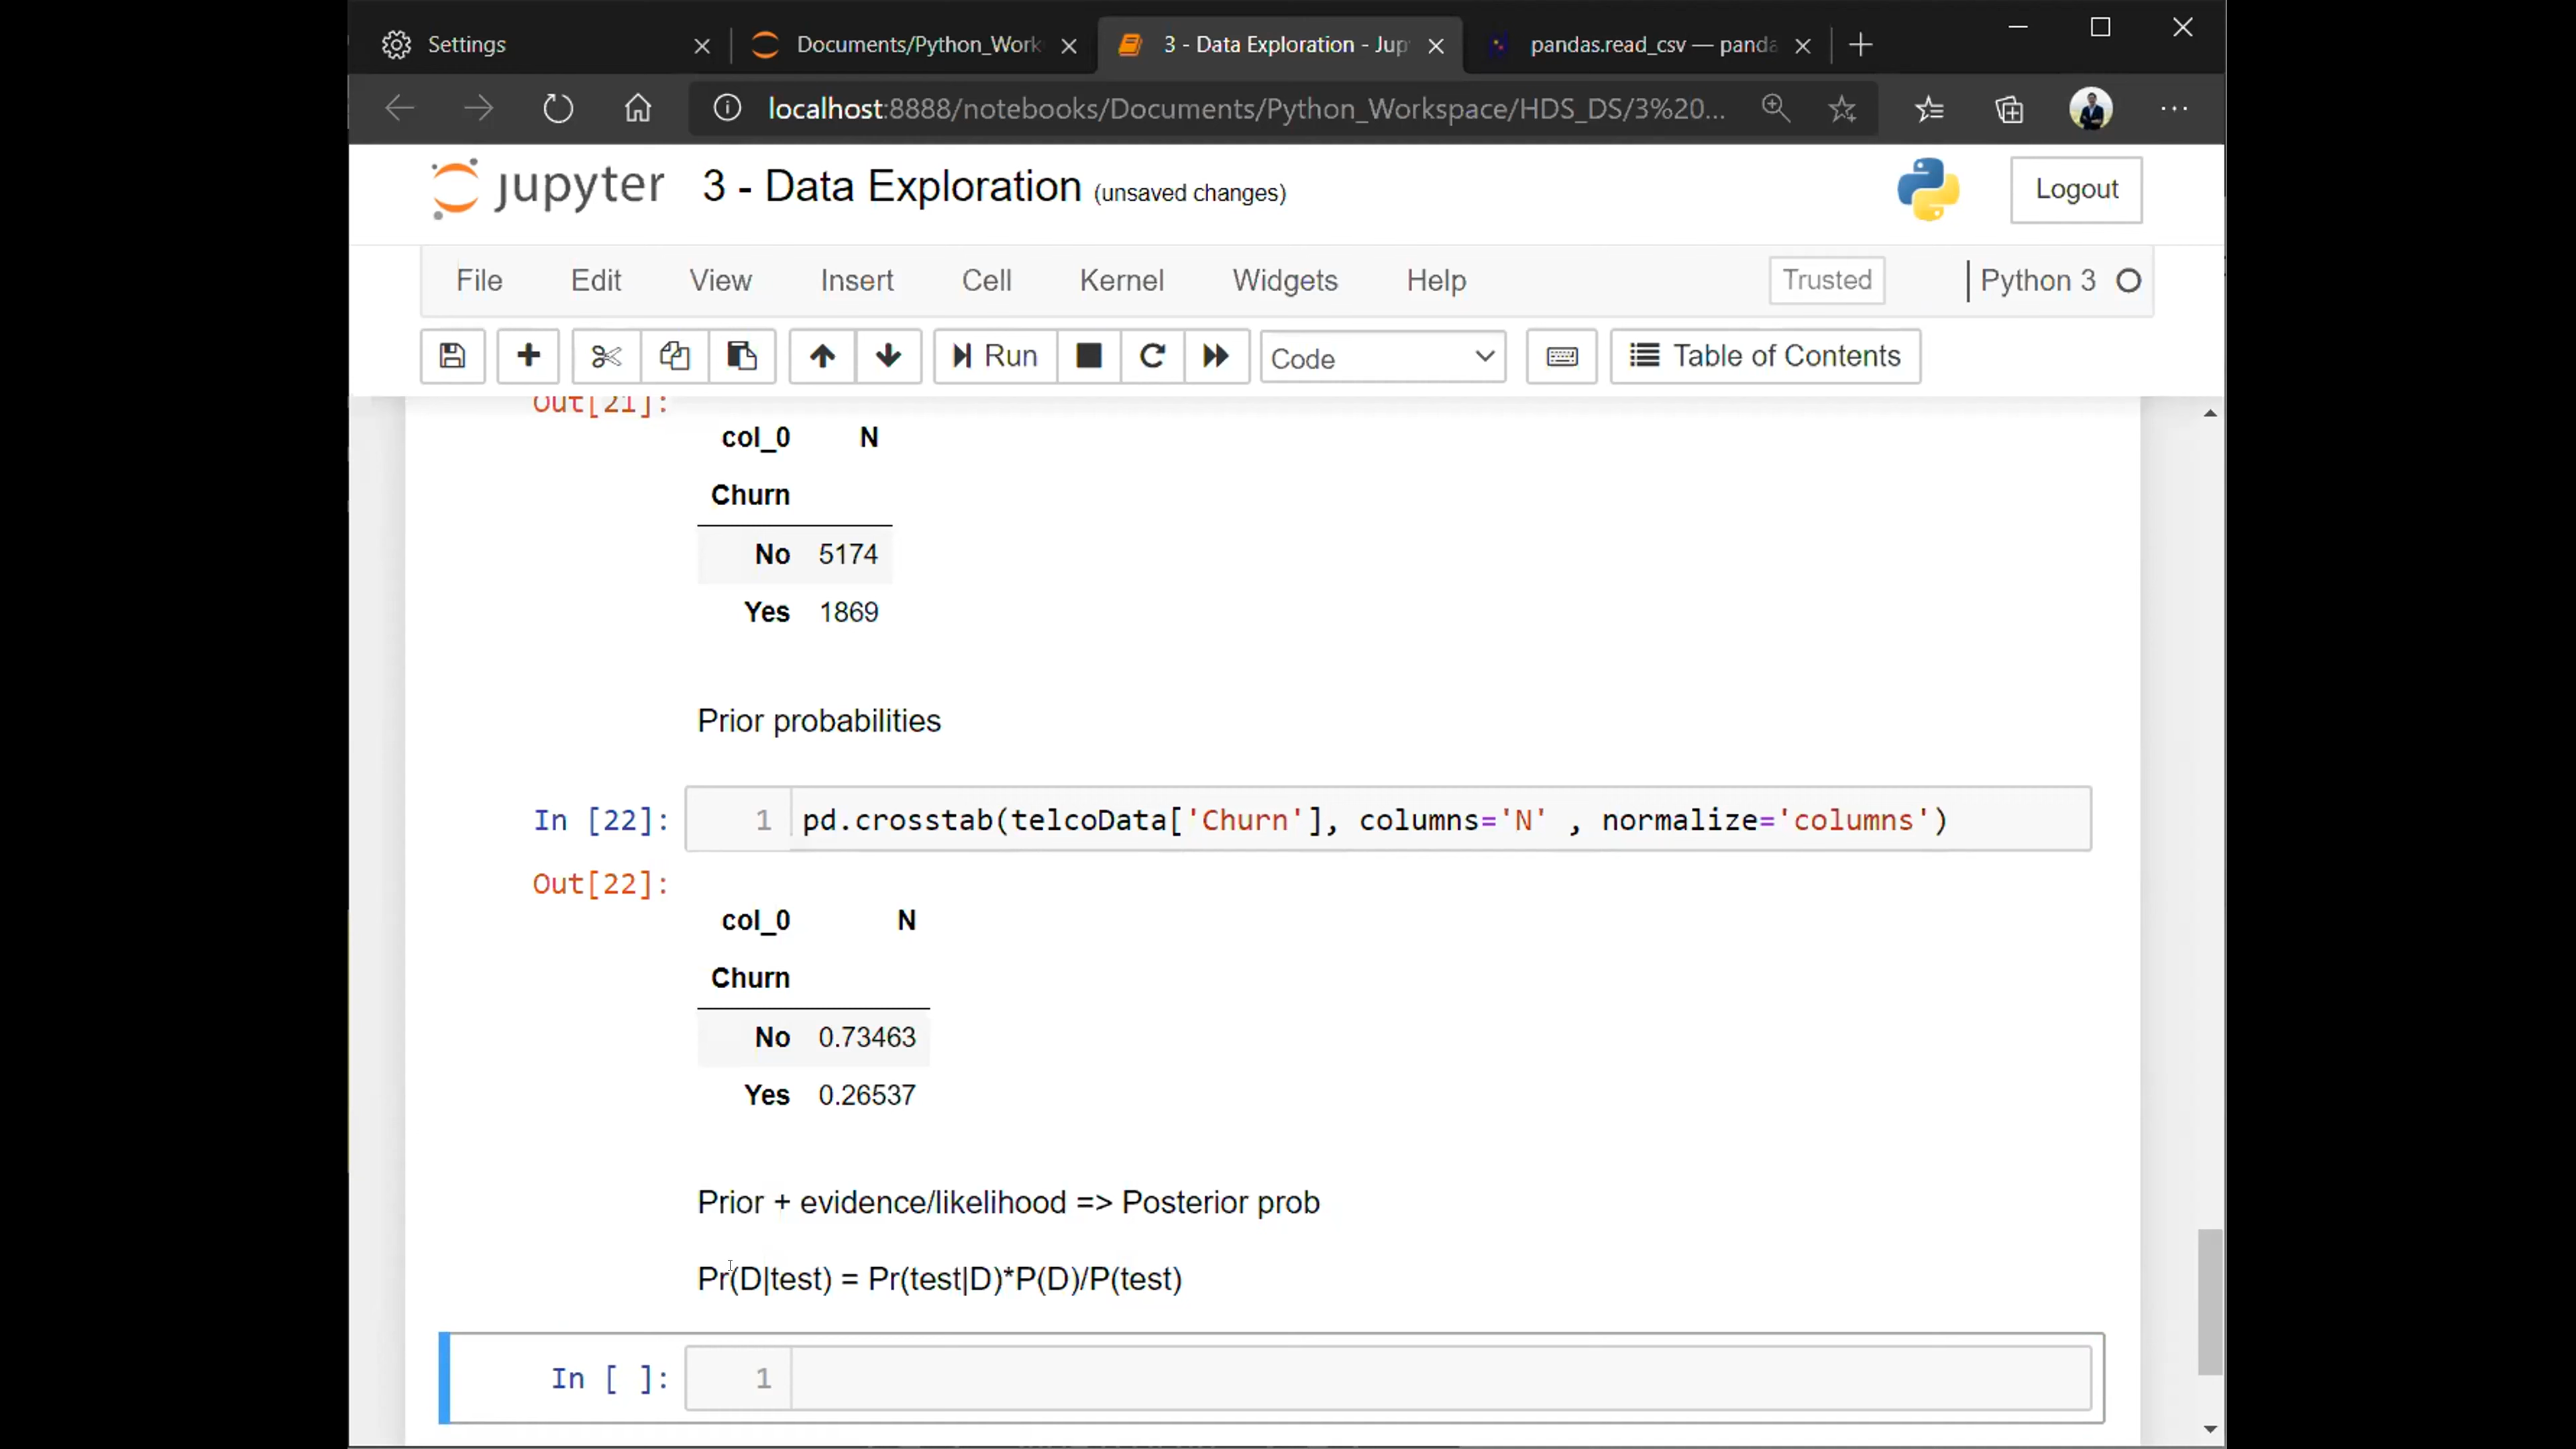 Settings
Documents/Python_Work
3 - Data Exploration - Jup
pandas.read_csv — panda
localhost:8888/notebooks/Documents/Python_Workspace/HDS_DS/3%20...
jupyter 3 - Data Exploration (unsaved changes)
Logout
File Edit View Insert Cell Kernel Widgets Help Trusted Python 3
Run Code Table of Contents
Out[21]:
col_0 N
Churn
No 5174
Yes 1869
Prior probabilities
In [22]: 1 pd.crosstab(telcoData['Churn'], columns='N' , normalize='columns')
Out[22]:
col_0 N
Churn
No 0.73463
Yes 0.26537
Prior + evidence/likelihood => Posterior prob
Pr(D|test) = Pr(test|D)*P(D)/P(test)
In [ ]: 1